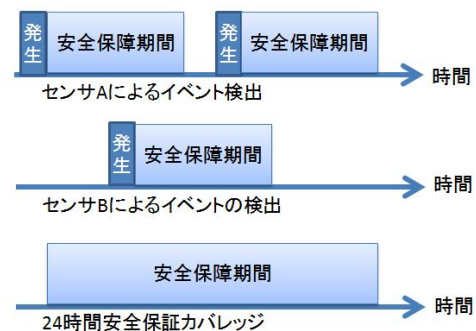 発生 安全保障期間 発生 安全保障期間
時間
センサAによるイベント検出
発生 安全保障期間
時間
センサBによるイベントの検出
安全保障期間
時間
24時間安全保証カバレッジ